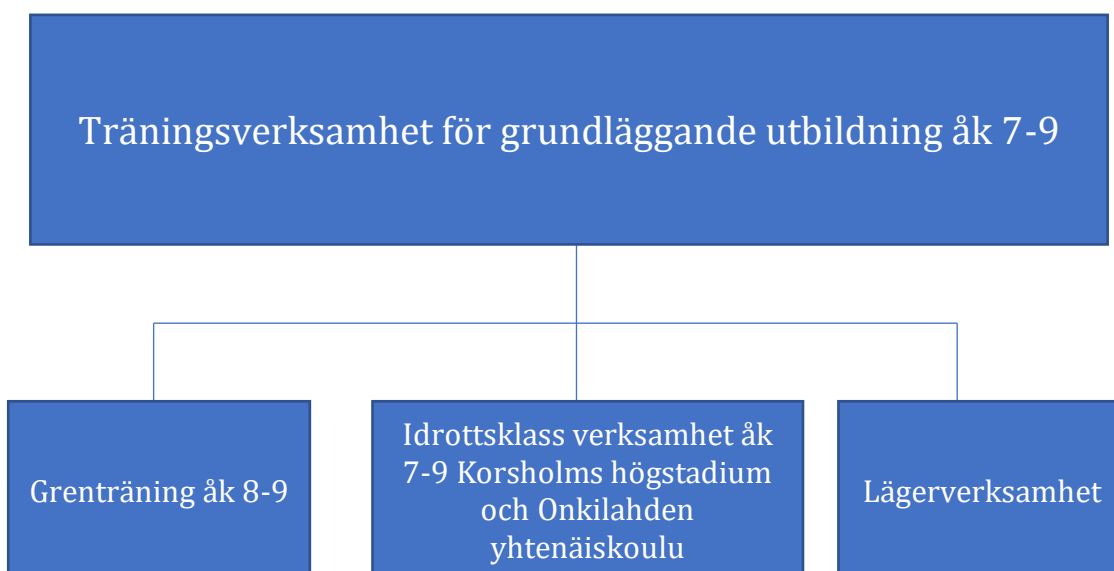 Träningsverksamhet för grundläggande utbildning åk 7-9
Grenträning åk 8-9
Idrottsklass verksamhet åk
7-9 Korsholms högstadium
och Onkilahden
yhtenäiskoulu
Lägerverksamhet